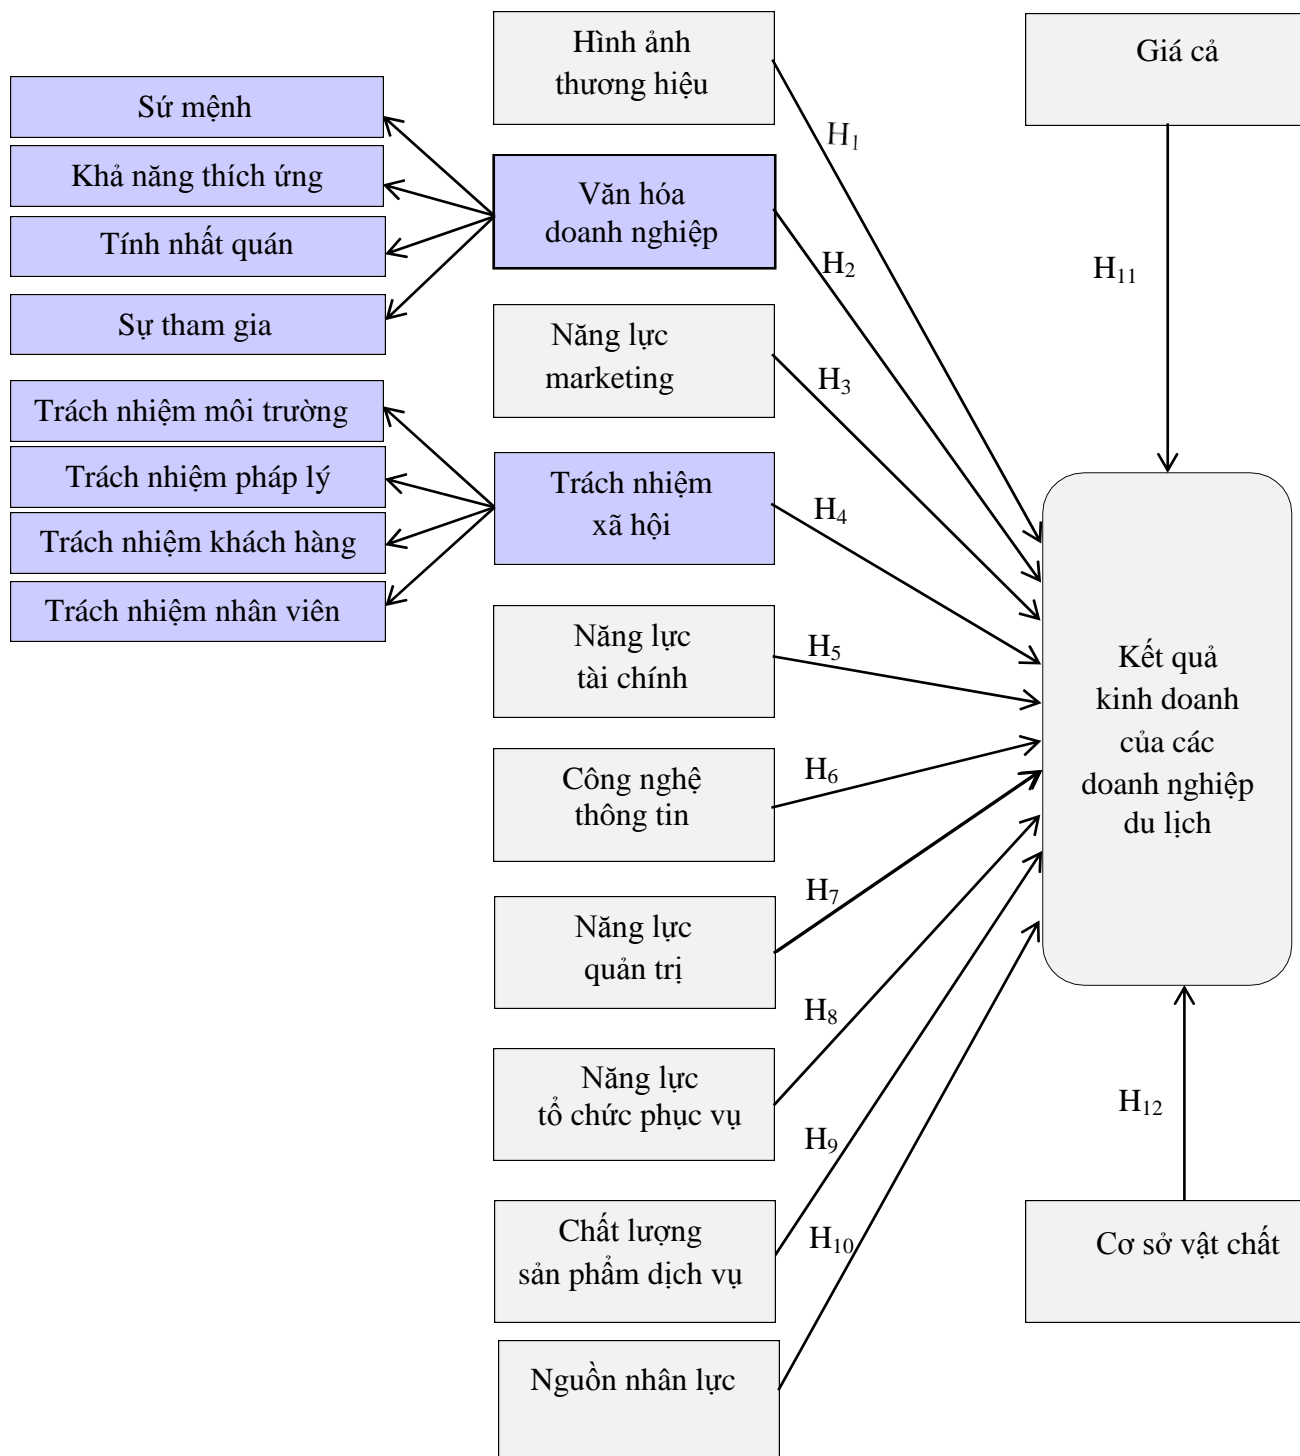 Hình ảnh
thương hiệu
Giá cả
Sứ mệnh
Khả năng thích ứng
Tính nhất quán
Sự tham gia
Văn hóa
doanh nghiệp
H1
H2
H11
Năng lực
marketing
H3
Trách nhiệm môi trường
Trách nhiệm pháp lý
Trách nhiệm khách hàng
Trách nhiệm nhân viên
Trách nhiệm
xã hội
H4
Năng lực
tài chính
H5
Kết quả
kinh doanh
của các
doanh nghiệp
du lịch
Công nghệ
thông tin
H6
Năng lực
quản trị
H7
Năng lực
tổ chức phục vụ
H8
H12
Chất lượng
sản phẩm dịch vụ
H9
Cơ sở vật chất
Nguồn nhân lực
H10